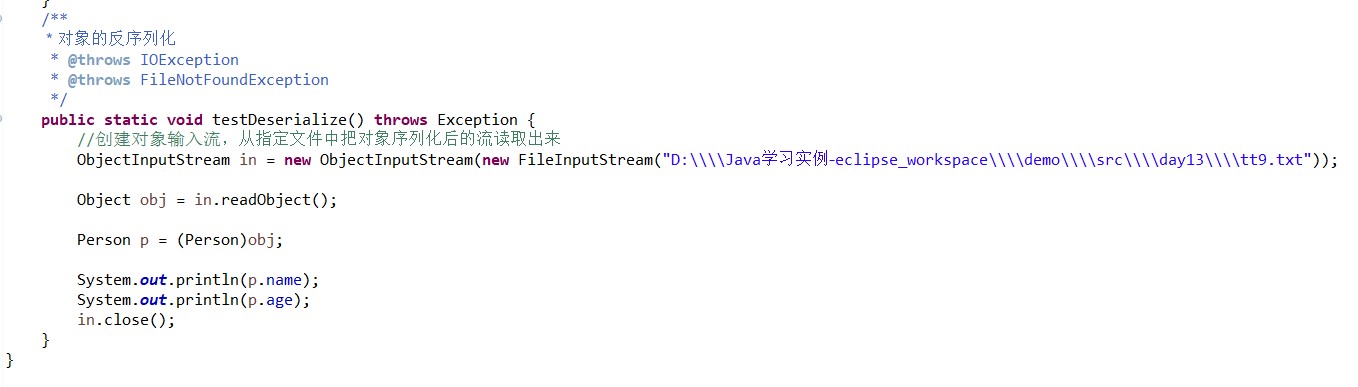 }
/**
* 对象的反序列化
* @throws IOException
* @throws FileNotFoundException
*/
public static void testDeserialize() throws Exception {
//创建对象输入流，从指定文件中把对象序列化后的流读取出来
ObjectInputStream in = new ObjectInputStream(new FileInputStream("D:\\\\Java学习实例-eclipse_workspace\\\\demo\\\\src\\\\day13\\\\tt9.txt"));
Object obj = in.readObject();
Person p = (Person)obj;
System.out.println(p.name);
System.out.println(p.age);
in.close();
}
}